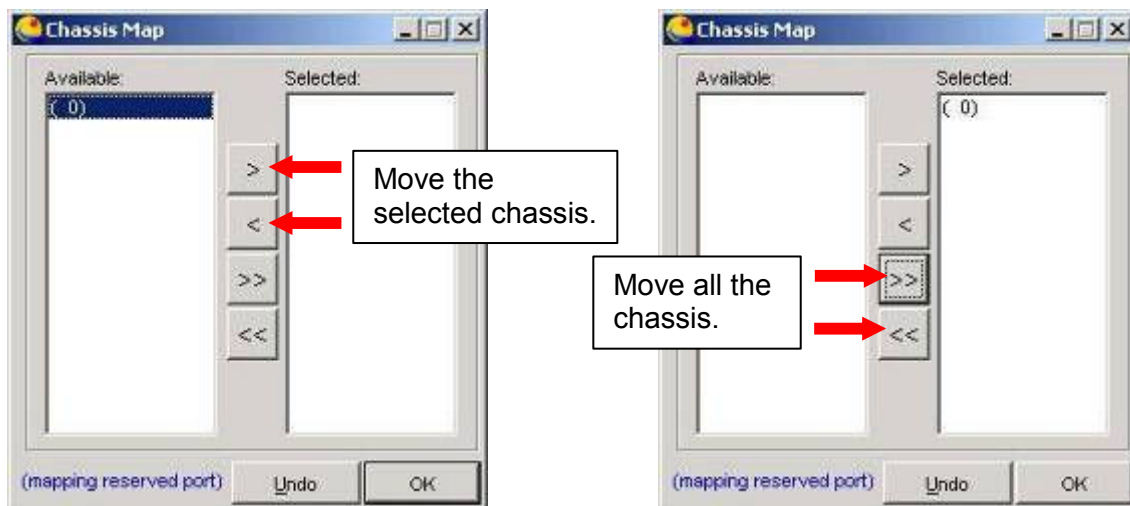 Chassis Map
Available:
Selected:
( 0)
>
<
>>
<<
Move the
selected chassis.
(mapping reserved port)
Undo
OK
Chassis Map
Available:
Selected:
( 0)
>
<
>>
<<
Move all the
chassis.
(mapping reserved port)
Undo
OK